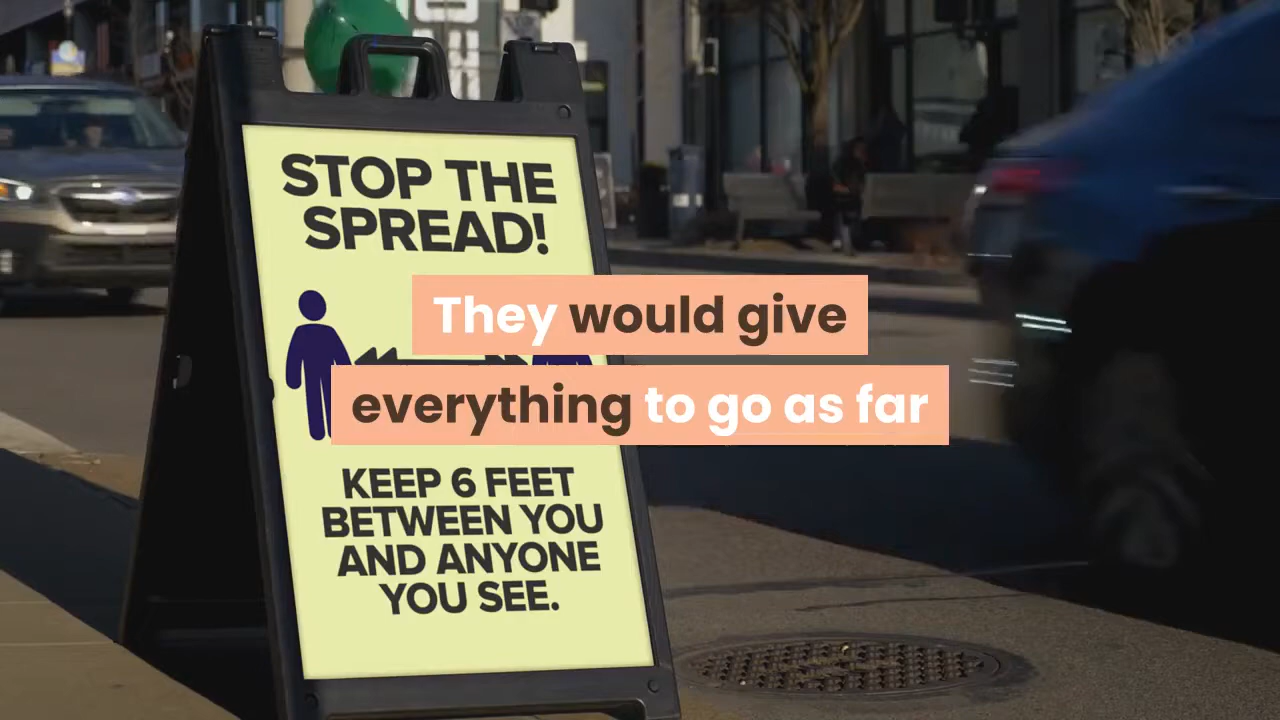 STOP THE
SPREAD!
They would give
everything to go as far
KEEP 6 FEET
BETWEEN YOU
AND ANYONE
YOU SEE.